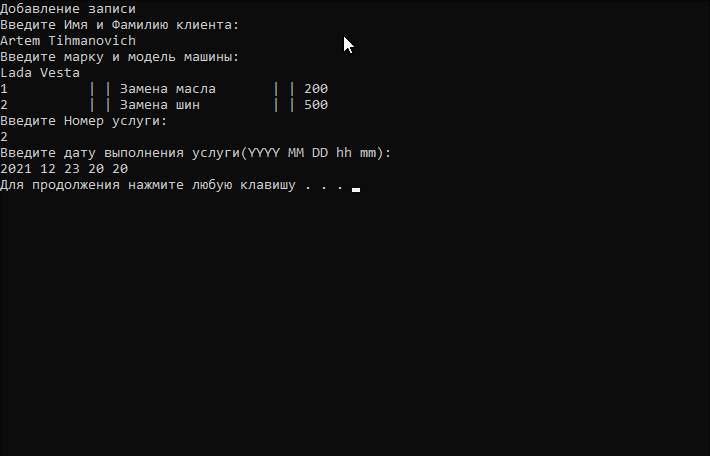 Добавление записи
Введите Имя и Фамилию клиента:
Artem Tihmanovich
Введите марку и модель машины:
Lada Vesta
1 | | Замена масла | | 200
2 | | Замена шин | | 500
Введите Номер услуги:
2
Введите дату выполнения услуги(YYYY MM DD hh mm):
2021 12 23 20 20
Для продолжения нажмите любую клавишу . . .